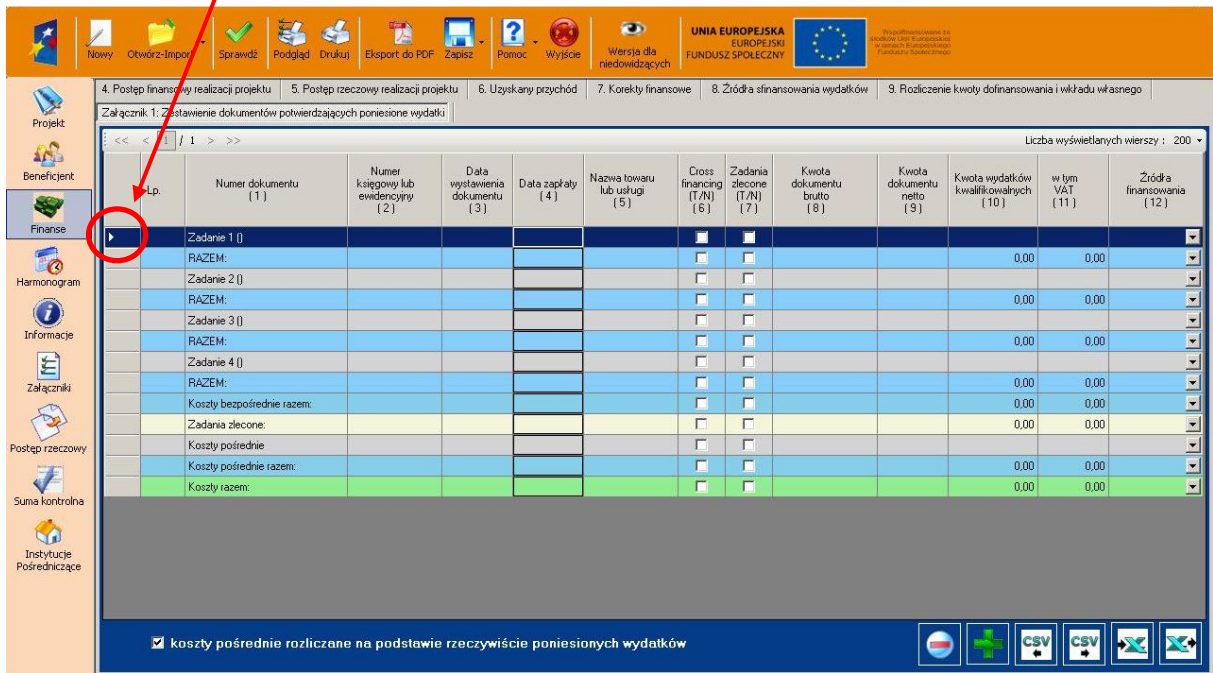 Nowy
Otwórz-Import
Sprawdź
Podgląd
Drukuj
Eksport do PDF
Zapisz
Pomoc
Wyjście
Wersja dla
niedowidzących
UNIA EUROPEJSKA
EUROPEJSKI
FUNDUSZ SPOŁECZNY
Projekt
Beneficjent
Finanse
Harmonogram
Informacje
Załączniki
Postęp rzeczowy
Suma kontrolna
Instytucje
Pośredniczące
4. Postęp finansowy realizacji projektu
5. Postęp rzeczowy realizacji projektu
6. Uzyskany przychód
7. Korekty finansowe
8. Źródła sfinansowania wydatków
9. Rozliczenie kwoty dofinansowania i wkładu własnego
Załącznik 1: Zestawienie dokumentów potwierdzających poniesione wydatki
<< < 1 / 1 > >>
Liczba wyświetlanych wierszy : 200
Lp.
Numer dokumentu
( 1 )
Numer
księgowy lub
ewidencyjny
( 2 )
Data
wystawienia
dokumentu
( 3 )
Data zapłaty
( 4 )
Nazwa towaru
lub usługi
( 5 )
Cross
financing
(T/N)
( 6 )
Zadania
zlecone
(T/N)
( 7 )
Kwota
dokumentu
brutto
( 8 )
Kwota
dokumentu
netto
( 9 )
Kwota wydatków
kwalifikowalnych
( 10 )
w tym
VAT
( 11 )
Źródła
finansowania
( 12 )
Zadanie 1 ()
RAZEM: 0,00 0,00
Zadanie 2 ()
RAZEM: 0,00 0,00
Zadanie 3 ()
RAZEM: 0,00 0,00
Zadanie 4 ()
RAZEM: 0,00 0,00
Koszty bezpośrednie razem: 0,00 0,00
Zadania zlecone: 0,00 0,00
Koszty pośrednie
Koszty pośrednie razem: 0,00 0,00
Koszty razem: 0,00 0,00
koszty pośrednie rozliczane na podstawie rzeczywiście poniesionych wydatków
CSV
CSV